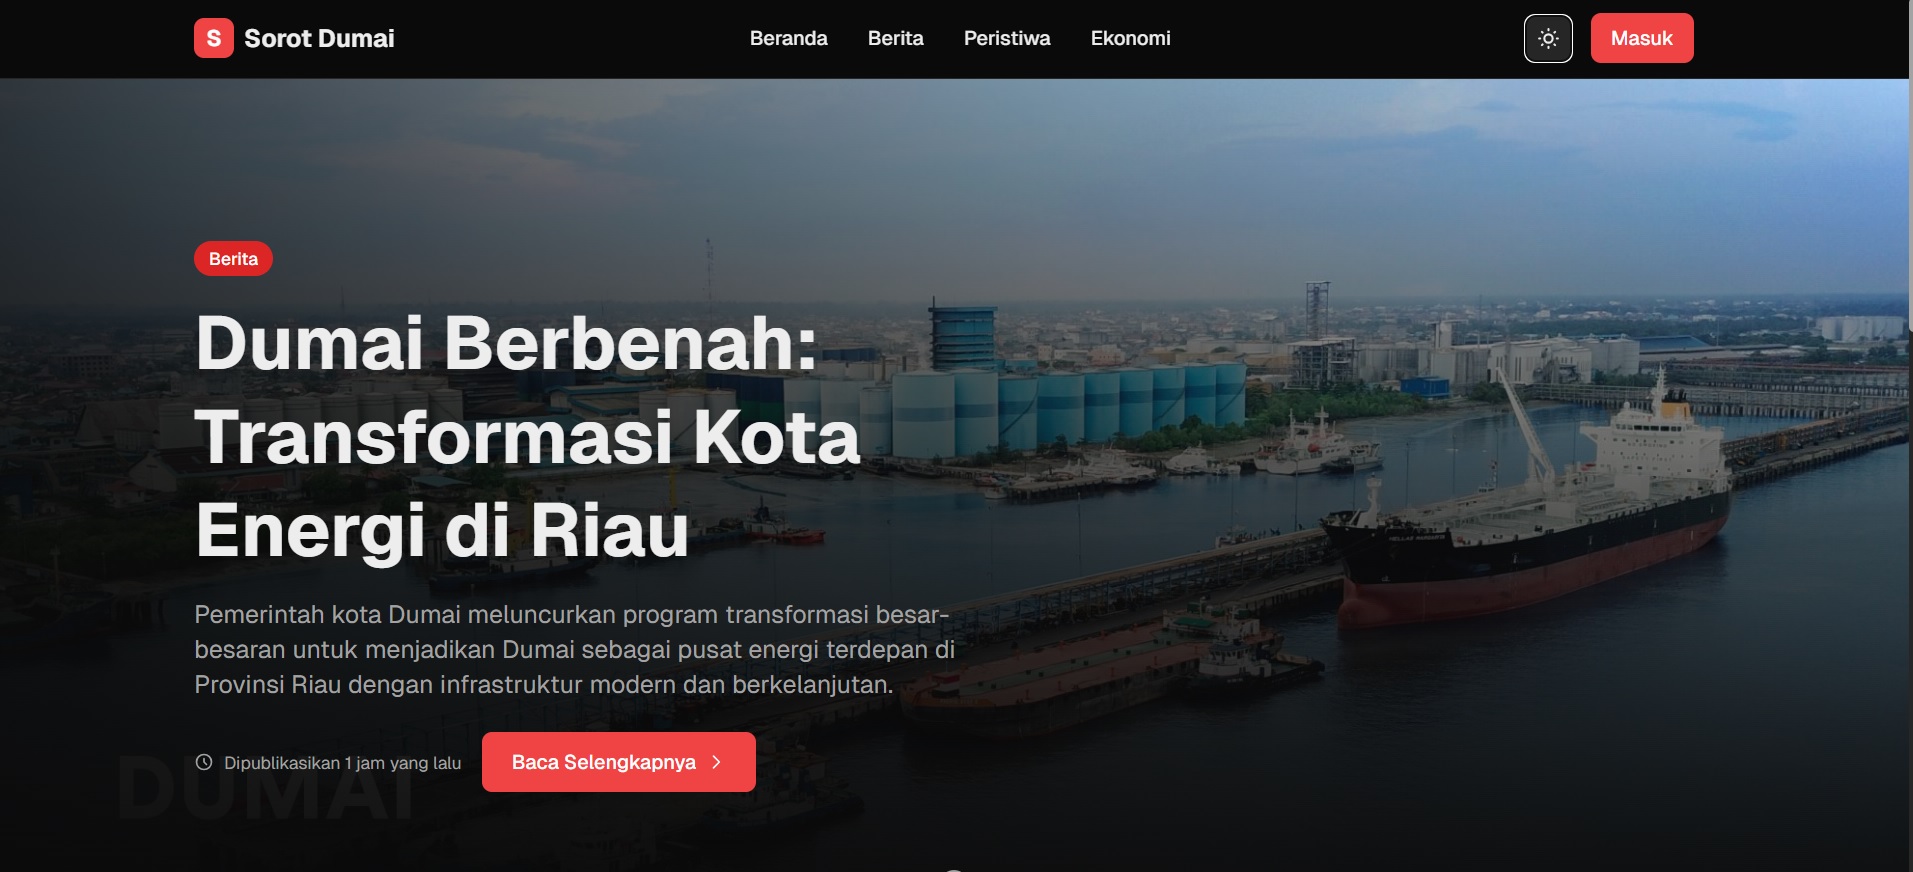 S Sorot Dumai
Beranda Berita Peristiwa Ekonomi
Masuk
Berita
Dumai Berbenah:
Transformasi Kota
Energi di Riau
Pemerintah kota Dumai meluncurkan program transformasi besar-
besaran untuk menjadikan Dumai sebagai pusat energi terdepan di
Provinsi Riau dengan infrastruktur modern dan berkelanjutan.
Dipublikasikan 1 jam yang lalu
Baca Selengkapnya
DUMAI